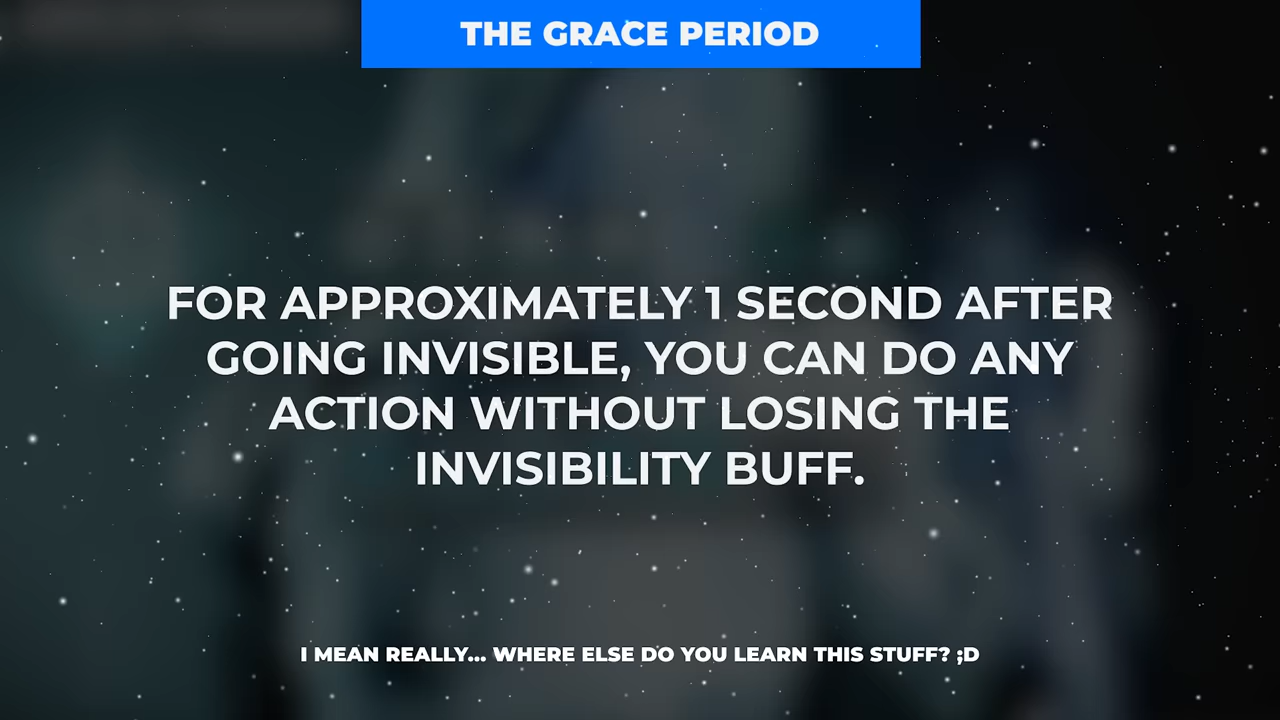 THE GRACE PERIOD
FOR APPROXIMATELY 1 SECOND AFTER
GOING INVISIBLE, YOU CAN DO ANY
ACTION WITHOUT LOSING THE
INVISIBILITY BUFF.
I MEAN REALLY... WHERE ELSE DO YOU LEARN THIS STUFF? ;D